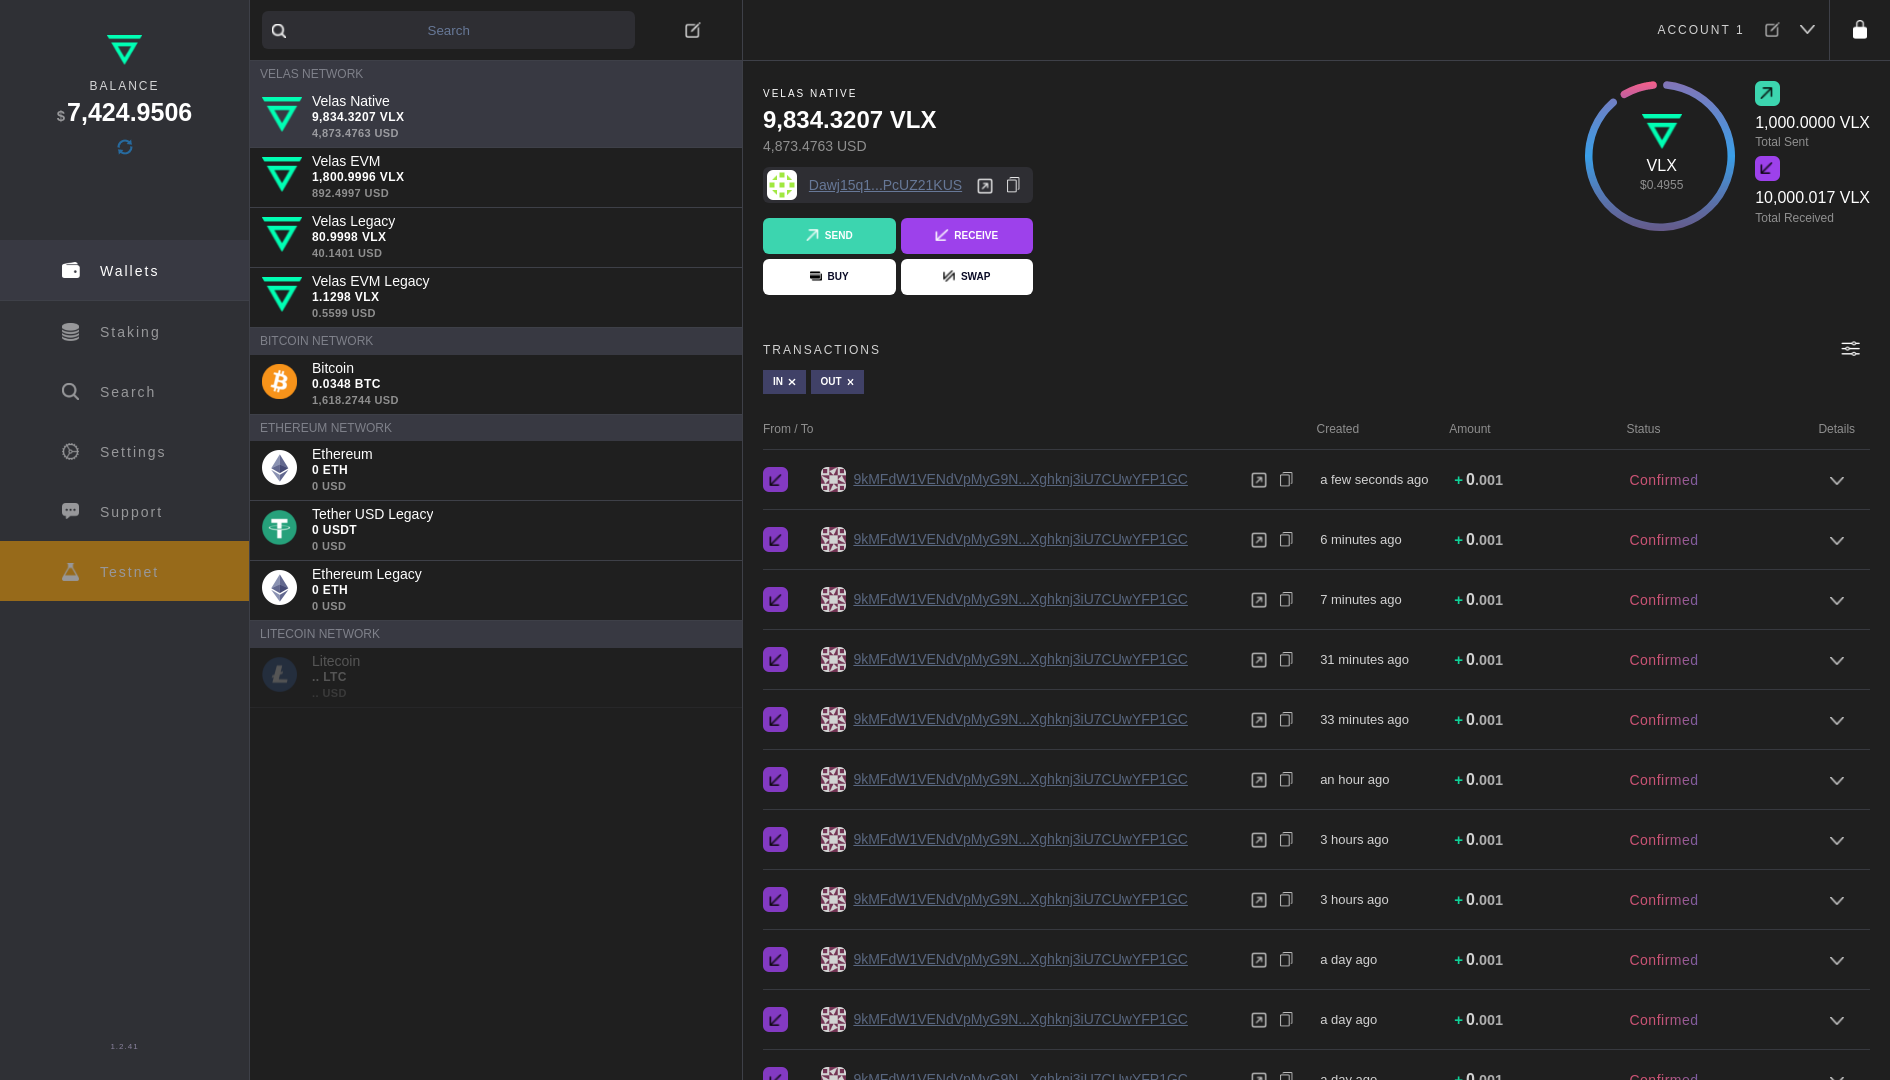 BALANCE
$7,424.9506
Wallets
Staking
Search
Settings
Support
Testnet
1.2.41
Search
VELAS NETWORK
Velas Native
9,834.3207 VLX
4,873.4763 USD
Velas EVM
1,800.9996 VLX
892.4997 USD
Velas Legacy
80.9998 VLX
40.1401 USD
Velas EVM Legacy
1.1298 VLX
0.5599 USD
BITCOIN NETWORK
Bitcoin
0.0348 BTC
1,618.2744 USD
ETHEREUM NETWORK
Ethereum
0 ETH
0 USD
Tether USD Legacy
0 USDT
0 USD
Ethereum Legacy
0 ETH
0 USD
LITECOIN NETWORK
Litecoin
.. LTC
.. USD
ACCOUNT 1
VELAS NATIVE
9,834.3207 VLX
4,873.4763 USD
Dawj15q1...PcUZ21KUS
SEND RECEIVE
BUY SWAP
VLX
$0.4955
1,000.0000 VLX
Total Sent
10,000.017 VLX
Total Received
TRANSACTIONS
IN × OUT ×
From / To Created Amount Status Details
9kMFdW1VENdVpMyG9N...Xghknj3iU7CUwYFP1GC a few seconds ago + 0.001 Confirmed
9kMFdW1VENdVpMyG9N...Xghknj3iU7CUwYFP1GC 6 minutes ago + 0.001 Confirmed
9kMFdW1VENdVpMyG9N...Xghknj3iU7CUwYFP1GC 7 minutes ago + 0.001 Confirmed
9kMFdW1VENdVpMyG9N...Xghknj3iU7CUwYFP1GC 31 minutes ago + 0.001 Confirmed
9kMFdW1VENdVpMyG9N...Xghknj3iU7CUwYFP1GC 33 minutes ago + 0.001 Confirmed
9kMFdW1VENdVpMyG9N...Xghknj3iU7CUwYFP1GC an hour ago + 0.001 Confirmed
9kMFdW1VENdVpMyG9N...Xghknj3iU7CUwYFP1GC 3 hours ago + 0.001 Confirmed
9kMFdW1VENdVpMyG9N...Xghknj3iU7CUwYFP1GC 3 hours ago + 0.001 Confirmed
9kMFdW1VENdVpMyG9N...Xghknj3iU7CUwYFP1GC a day ago + 0.001 Confirmed
9kMFdW1VENdVpMyG9N...Xghknj3iU7CUwYFP1GC a day ago + 0.001 Confirmed
9kMFdW1VENdVpMyG9N...Xghknj3iU7CUwYFP1GC a day ago + 0.001 Confirmed